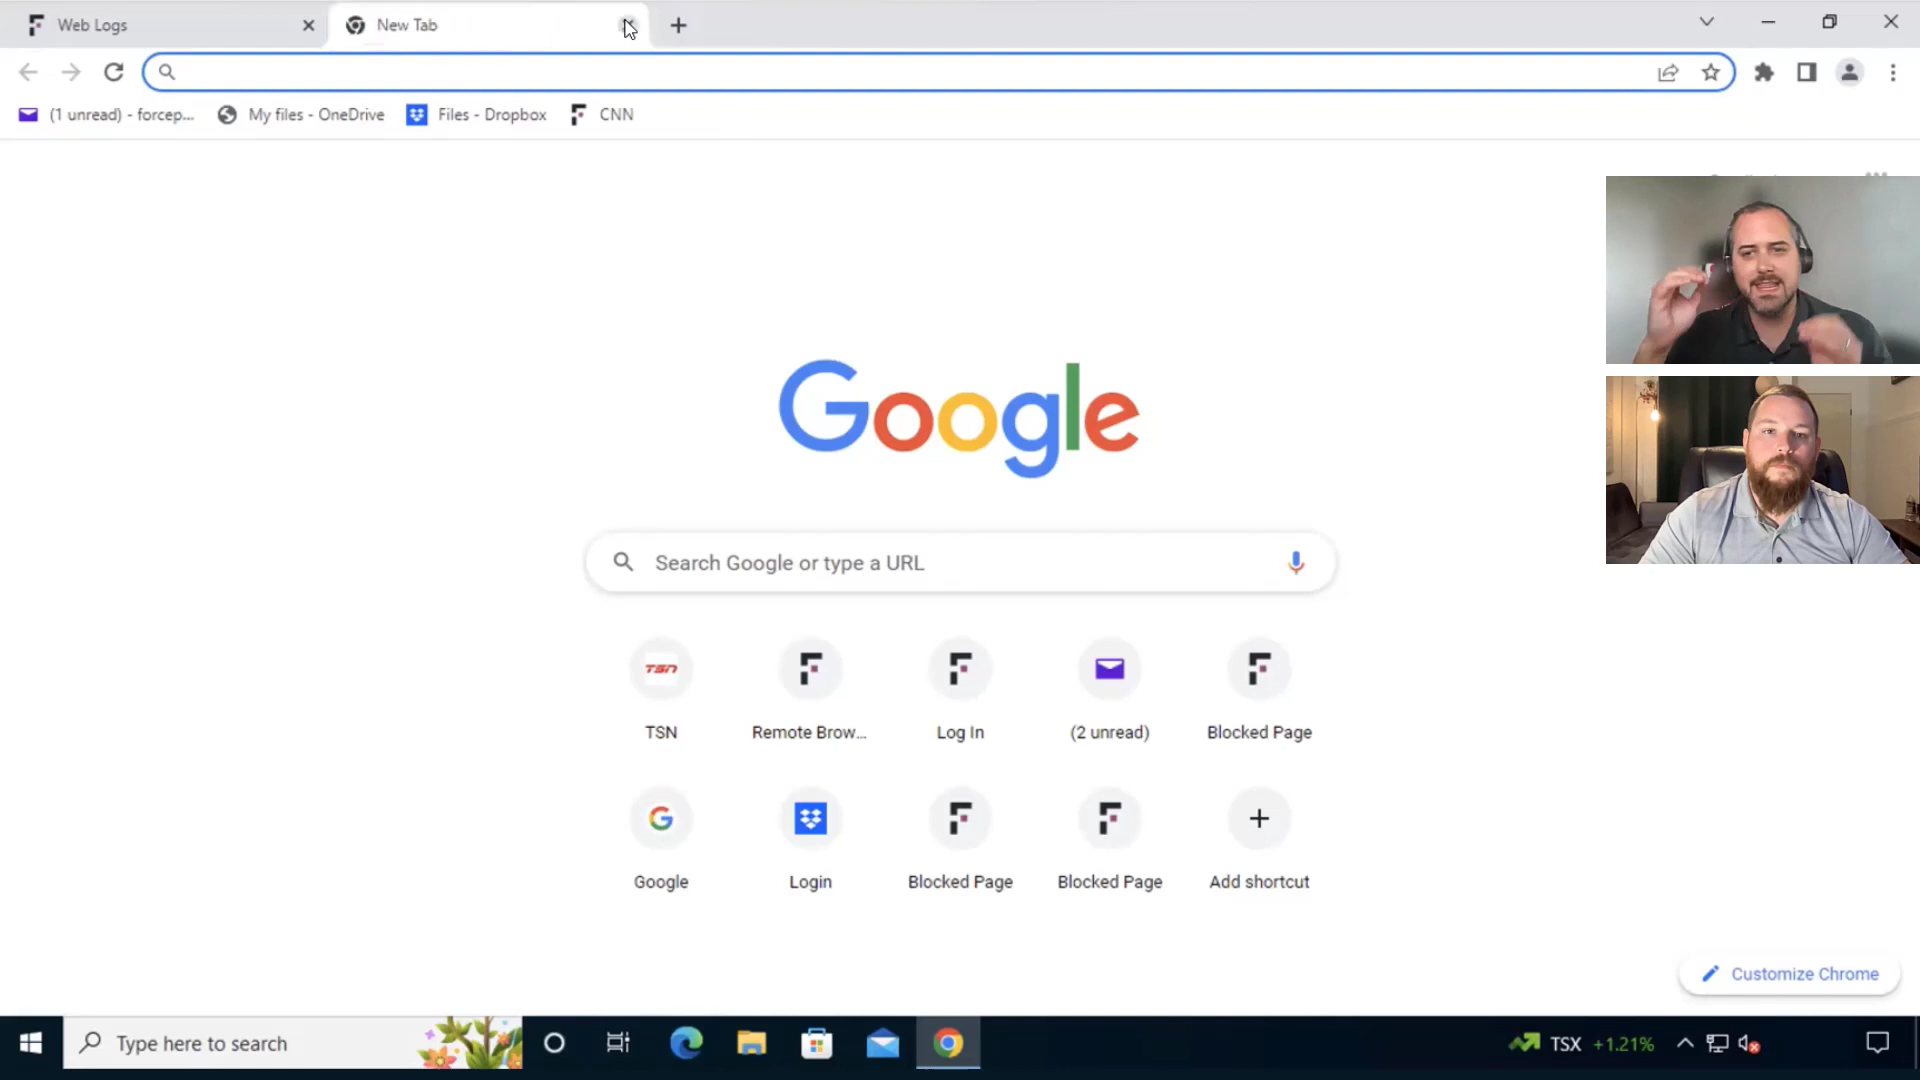 Web Logs
New Tab
(1 unread) - forcep...
My files - OneDrive
Files - Dropbox
CNN
Google
Search Google or type a URL
TSN
TSN
Remote Brow...
Log In
(2 unread)
Blocked Page
Google
Login
Blocked Page
Blocked Page
Add shortcut
Customize Chrome
Type here to search
TSX +1.21%